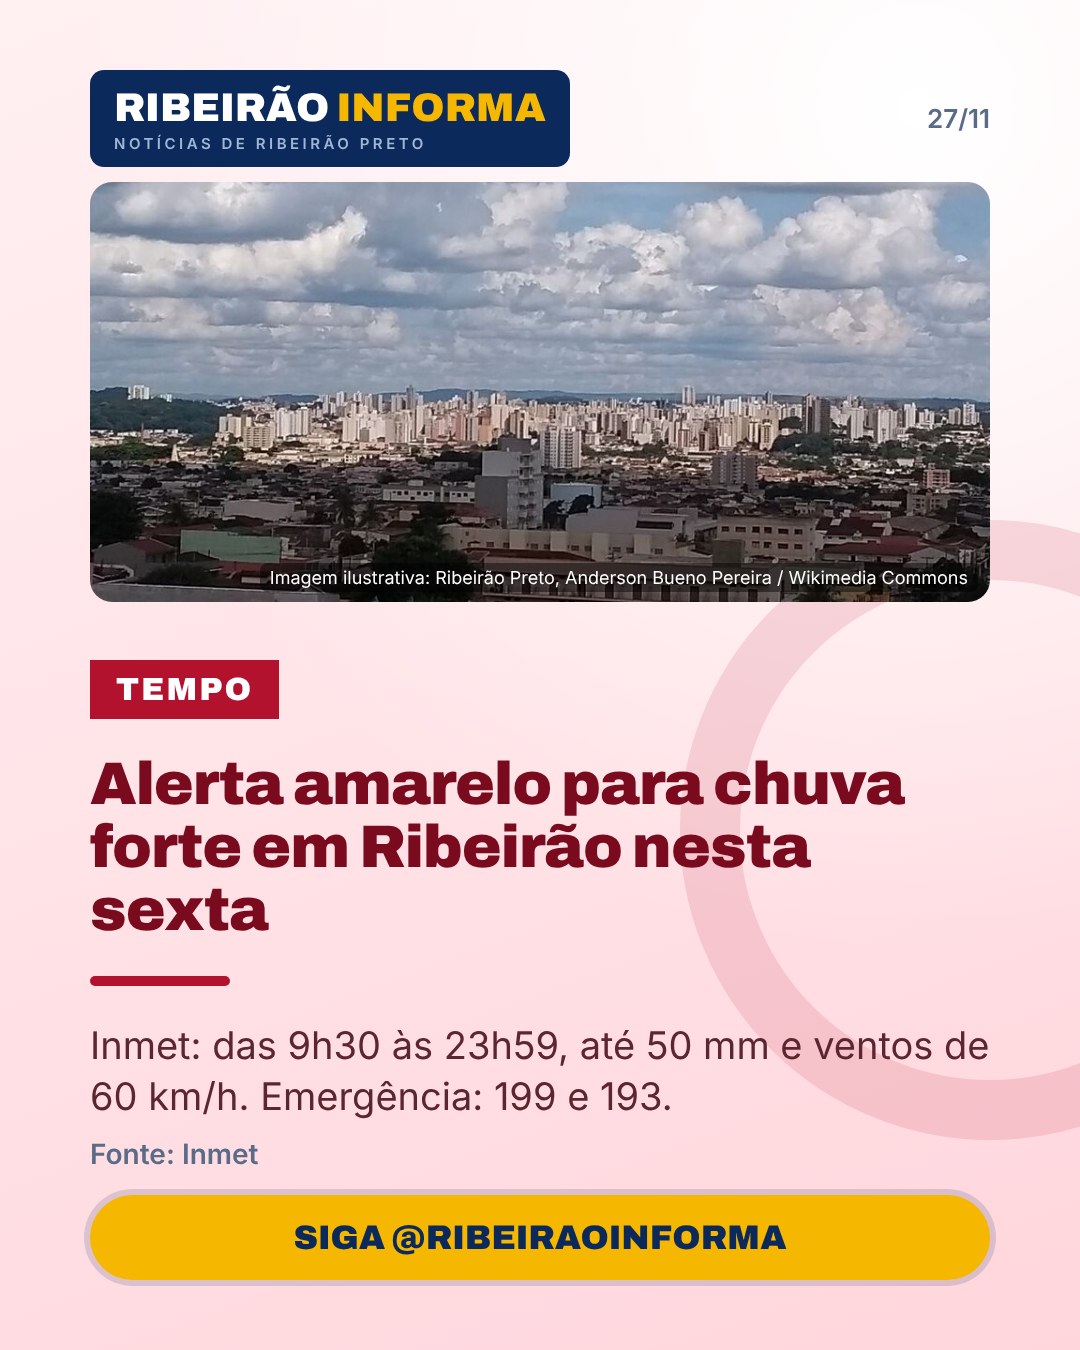 RIBEIRÃO INFORMA
NOTÍCIAS DE RIBEIRÃO PRETO
27/11
Imagem ilustrativa: Ribeirão Preto, Anderson Bueno Pereira / Wikimedia Commons
TEMPO
Alerta amarelo para chuva
forte em Ribeirão nesta
sexta
Inmet: das 9h30 às 23h59, até 50 mm e ventos de
60 km/h. Emergência: 199 e 193.
Fonte: Inmet
SIGA @RIBEIRAOINFORMA